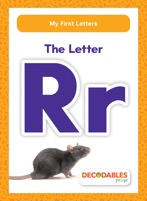 My First Letters
The Letter
Rr
DECODABLES